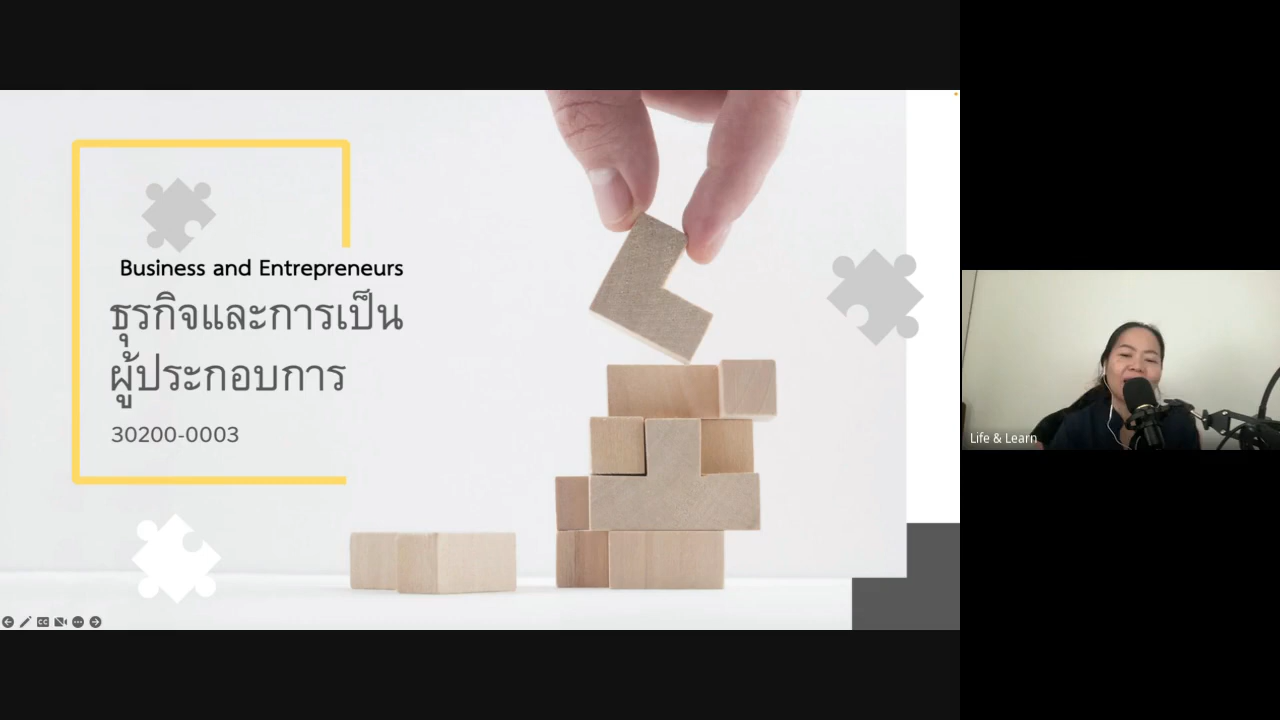 Business and Entrepreneurs
ธุรกิจและการเป็น
ผู้ประกอบการ
30200-0003
CC
Life & Learn